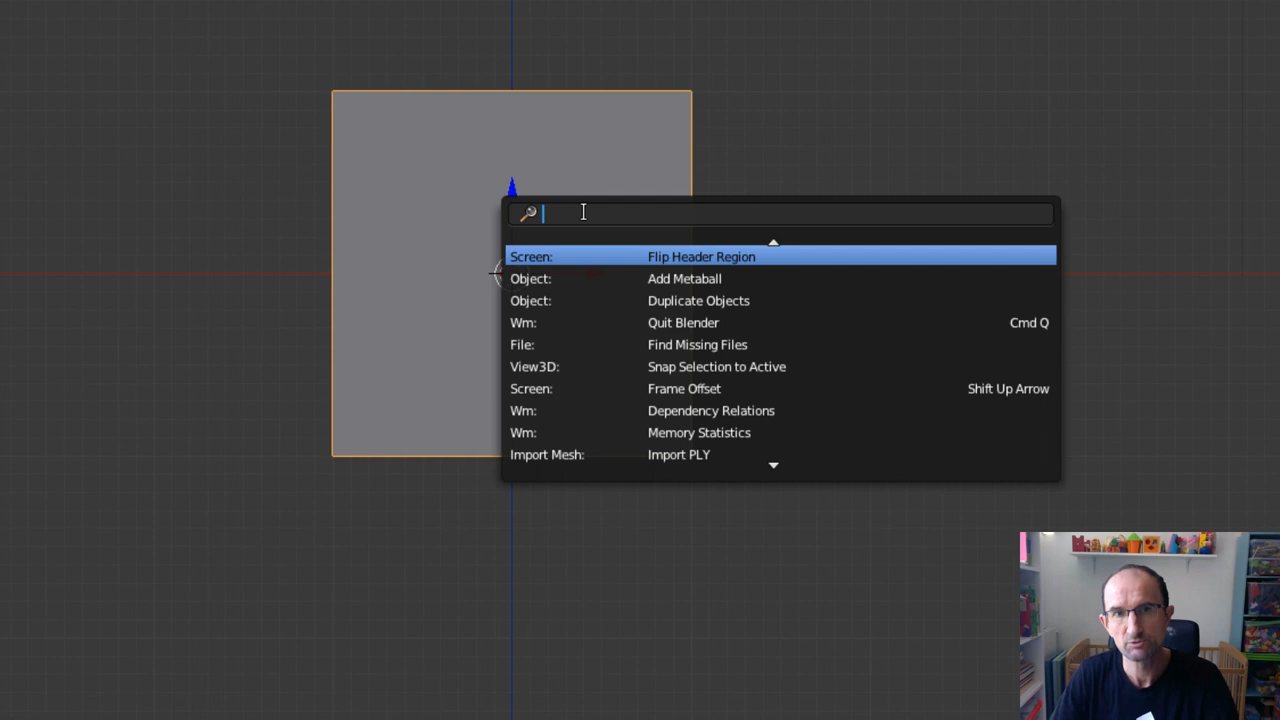 Screen: Flip Header Region
Object: Add Metaball
Object: Duplicate Objects
Wm: Quit Blender Cmd Q
File: Find Missing Files
View3D: Snap Selection to Active
Screen: Frame Offset Shift Up Arrow
Wm: Dependency Relations
Wm: Memory Statistics
Import Mesh: Import PLY